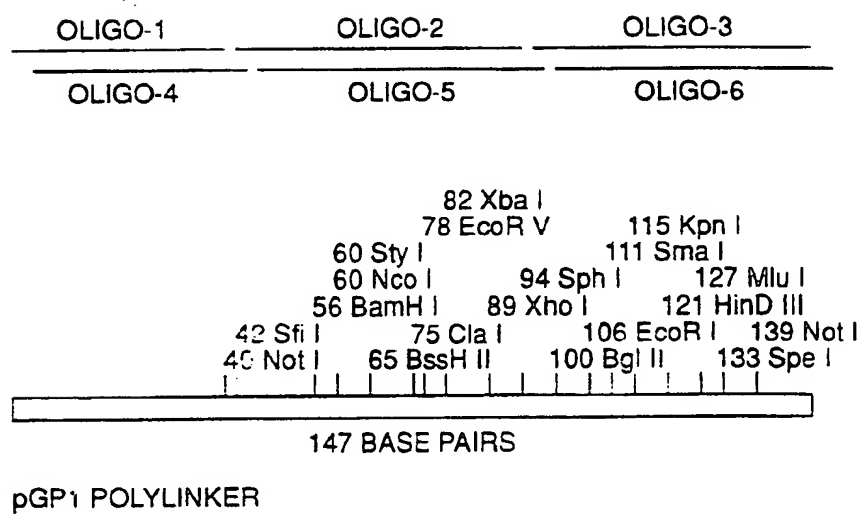 OLIGO-1 OLIGO-2 OLIGO-3
OLIGO-4 OLIGO-5 OLIGO-6
82 Xba I
78 EcoR V 115 Kpn I
60 Sty I 111 Sma I
60 Nco I 94 Sph I 127 Mlu I
56 BamH I 89 Xho I 121 HinD III
42 Sfi I 75 Cla I 106 EcoR I 139 Not I
Not I 65 BssH II 100 Bgl II 133 Spe I
147 BASE PAIRS
pGP1 POLYLINKER